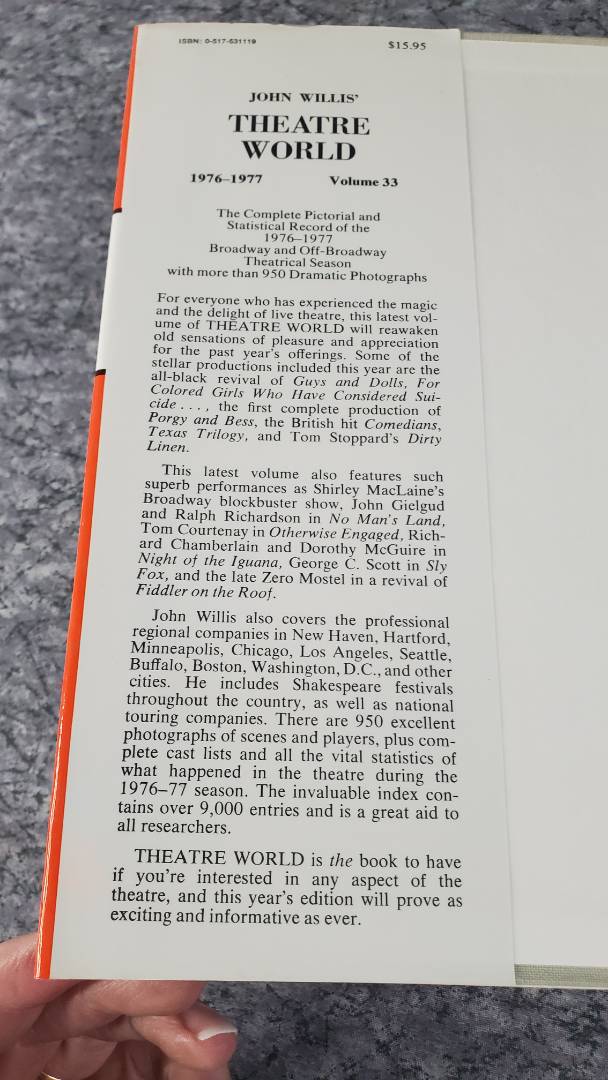 ISBN: 0-517-531119
$15.95
JOHN WILLIS'
THEATRE
WORLD
1976–1977 Volume 33
The Complete Pictorial and
Statistical Record of the
1976–1977
Broadway and Off-Broadway
Theatrical Season
with more than 950 Dramatic Photographs
For everyone who has experienced the magic
and the delight of live theatre, this latest vol-
ume of THEATRE WORLD will reawaken
old sensations of pleasure and appreciation
for the past year's offerings. Some of the
stellar productions included this year are the
all-black revival of Guys and Dolls, For
Colored Girls Who Have Considered Sui-
cide . . . , the first complete production of
Porgy and Bess, the British hit Comedians,
Texas Trilogy, and Tom Stoppard's Dirty
Linen.
This latest volume also features such
superb performances as Shirley MacLaine's
Broadway blockbuster show, John Gielgud
and Ralph Richardson in No Man's Land,
Tom Courtenay in Otherwise Engaged, Rich-
ard Chamberlain and Dorothy McGuire in
Night of the Iguana, George C. Scott in Sly
Fox, and the late Zero Mostel in a revival of
Fiddler on the Roof.
John Willis also covers the professional
regional companies in New Haven, Hartford,
Minneapolis, Chicago, Los Angeles, Seattle,
Buffalo, Boston, Washington, D.C., and other
cities. He includes Shakespeare festivals
throughout the country, as well as national
touring companies. There are 950 excellent
photographs of scenes and players, plus com-
plete cast lists and all the vital statistics of
what happened in the theatre during the
1976–77 season. The invaluable index con-
tains over 9,000 entries and is a great aid to
all researchers.
THEATRE WORLD is the book to have
if you're interested in any aspect of the
theatre, and this year's edition will prove as
exciting and informative as ever.